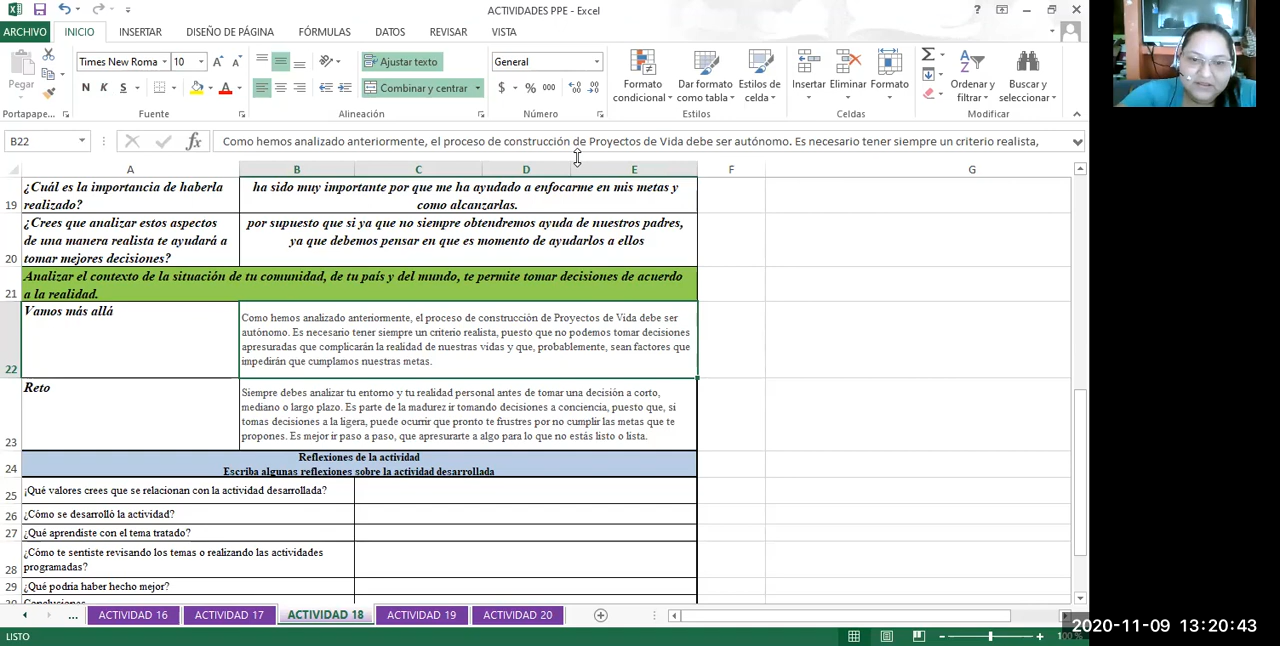 ACTIVIDADES PPE - Excel
ARCHIVO INICIO INSERTAR DISEÑO DE PÁGINA FÓRMULAS DATOS REVISAR VISTA
Pegar
Times New Roma 10
N K S
Ajustar texto
Combinar y centrar
General
$ % 000
Formato condicional
Dar formato como tabla
Estilos de celda
Insertar Eliminar Formato
Ordenar y filtrar
Buscar y seleccionar
Portapapeles Fuente Alineación Número Estilos Celdas Modificar
B22
Como hemos analizado anteriormente, el proceso de construcción de Proyectos de Vida debe ser autónomo. Es necesario tener siempre un criterio realista,
A B C D E F G
¿Cuál es la importancia de haberla
ha sido muy importante por que me ha ayudado a enfocarme en mis metas y
19 realizado?
como alcanzarlas.
¿Crees que analizar estos aspectos
por supuesto que si ya que no siempre obtendremos ayuda de nuestros padres,
de una manera realista te ayudará a
ya que debemos pensar en que es momento de ayudarlos a ellos
20 tomar mejores decisiones?
Analizar el contexto de la situación de tu comunidad, de tu país y del mundo, te permite tomar decisiones de acuerdo
21 a la realidad.
Vamos más allá
Como hemos analizado anteriormente, el proceso de construcción de Proyectos de Vida debe ser
autónomo. Es necesario tener siempre un criterio realista, puesto que no podemos tomar decisiones
apresuradas que complicarán la realidad de nuestras vidas y que, probablemente, sean factores que
impedirán que cumplamos nuestras metas.
22
Reto
Siempre debes analizar tu entorno y tu realidad personal antes de tomar una decisión a corto,
mediano o largo plazo. Es parte de la madurez ir tomando decisiones a conciencia, puesto que, si
tomas decisiones a la ligera, puede ocurrir que pronto te frustres por no cumplir las metas que te
propones. Es mejor ir paso a paso, que apresurarte a algo para lo que no estás listo o lista.
23
Reflexiones de la actividad
24 Escriba algunas reflexiones sobre la actividad desarrollada
25 ¿Qué valores crees que se relacionan con la actividad desarrollada?
26 ¿Cómo se desarrolló la actividad?
27 ¿Qué aprendiste con el tema tratado?
¿Cómo te sentiste revisando los temas o realizando las actividades
28 programadas?
29 ¿Qué podría haber hecho mejor?
30 Conclusiones
... ACTIVIDAD 16 ACTIVIDAD 17 ACTIVIDAD 18 ACTIVIDAD 19 ACTIVIDAD 20
LISTO
100%
2020-11-09 13:20:43